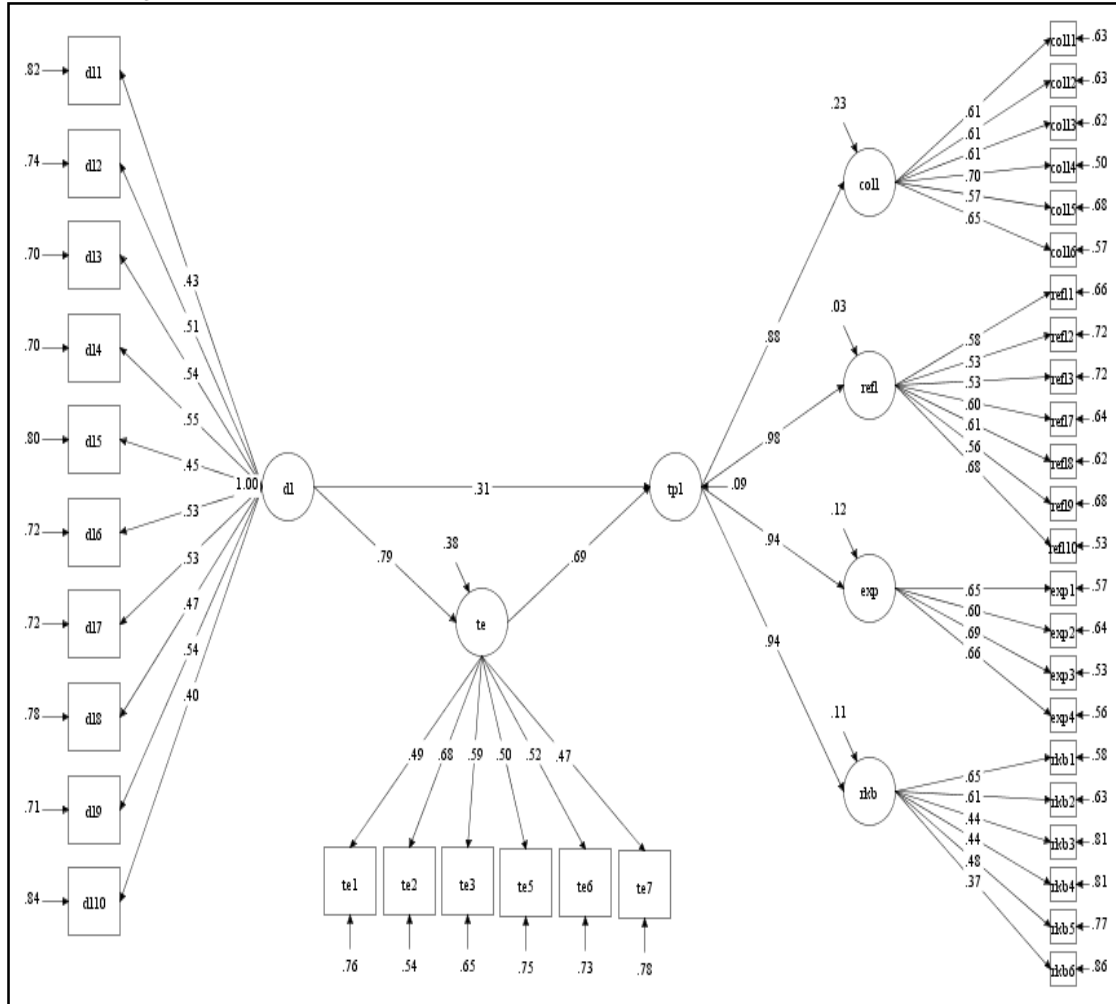 .82 dl1
.74 dl2
.70 dl3
.70 dl4
.80 dl5
.72 dl6
.72 dl7
.78 dl8
.71 dl9
.84 dl10
.43
.51
.54
.55
.45
.53
.53
.47
.54
.40
1.00 dl
.31
.79
.38
te
.69
.49 .68 .59 .50 .52 .47
te1 te2 te3 te5 te6 te7
.76 .54 .65 .75 .73 .78
tpl .09
.88
.98
.94
.94
.23
coll
.61
.61
.61
.70
.57
.65
coll1 .63
coll2 .63
coll3 .62
coll4 .50
coll5 .68
coll6 .57
.03
refl
.58
.53
.53
.60
.61
.56
.68
refl1 .66
refl2 .72
refl3 .72
refl7 .64
refl8 .62
refl9 .68
refl10 .53
.12
exp
.65
.60
.69
.66
exp1 .57
exp2 .64
exp3 .53
exp4 .56
.11
rkb
.65
.61
.44
.44
.48
.37
rkb1 .58
rkb2 .63
rkb3 .81
rkb4 .81
rkb5 .77
rkb6 .86